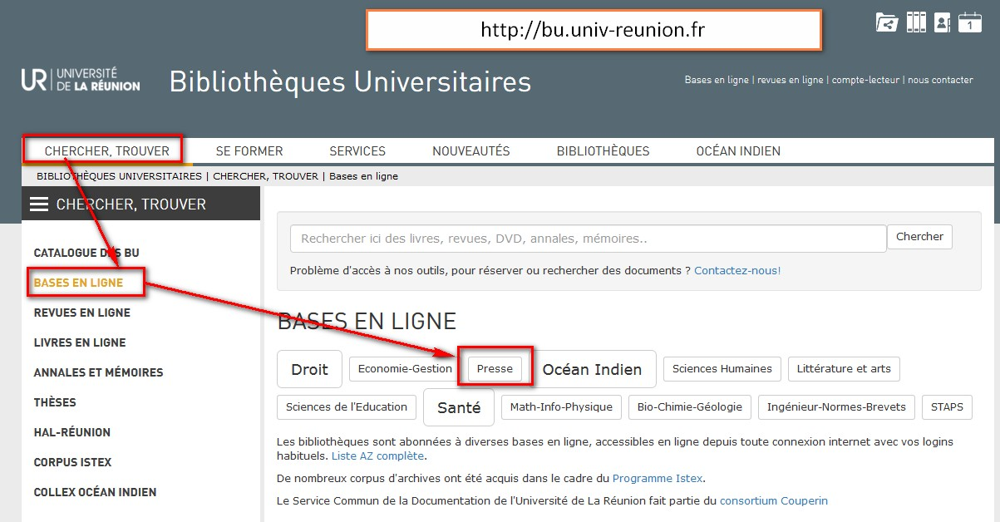 http://bu.univ-reunion.fr
1
UR UNIVERSITÉ
DE LA RÉUNION
Bibliothèques Universitaires
Bases en ligne | revues en ligne | compte-lecteur | nous contacter
CHERCHER, TROUVER SE FORMER SERVICES NOUVEAUTÉS BIBLIOTHÈQUES OCÉAN INDIEN
BIBLIOTHÈQUES UNIVERSITAIRES | CHERCHER, TROUVER | Bases en ligne
CHERCHER, TROUVER
CATALOGUE DES BU
BASES EN LIGNE
REVUES EN LIGNE
LIVRES EN LIGNE
ANNALES ET MÉMOIRES
THÈSES
HAL-RÉUNION
CORPUS ISTEX
COLLEX OCÉAN INDIEN
Rechercher ici des livres, revues, DVD, annales, mémoires.. Chercher
Problème d'accès à nos outils, pour réserver ou rechercher des documents ? Contactez-nous!
BASES EN LIGNE
Droit Economie-Gestion Presse Océan Indien Sciences Humaines Littérature et arts
Sciences de l'Education Santé Math-Info-Physique Bio-Chimie-Géologie Ingénieur-Normes-Brevets STAPS
Les bibliothèques sont abonnées à diverses bases en ligne, accessibles en ligne depuis toute connexion internet avec vos logins
habituels. Liste AZ complète.
De nombreux corpus d'archives ont été acquis dans le cadre du Programme Istex.
Le Service Commun de la Documentation de l'Université de La Réunion fait partie du consortium Couperin